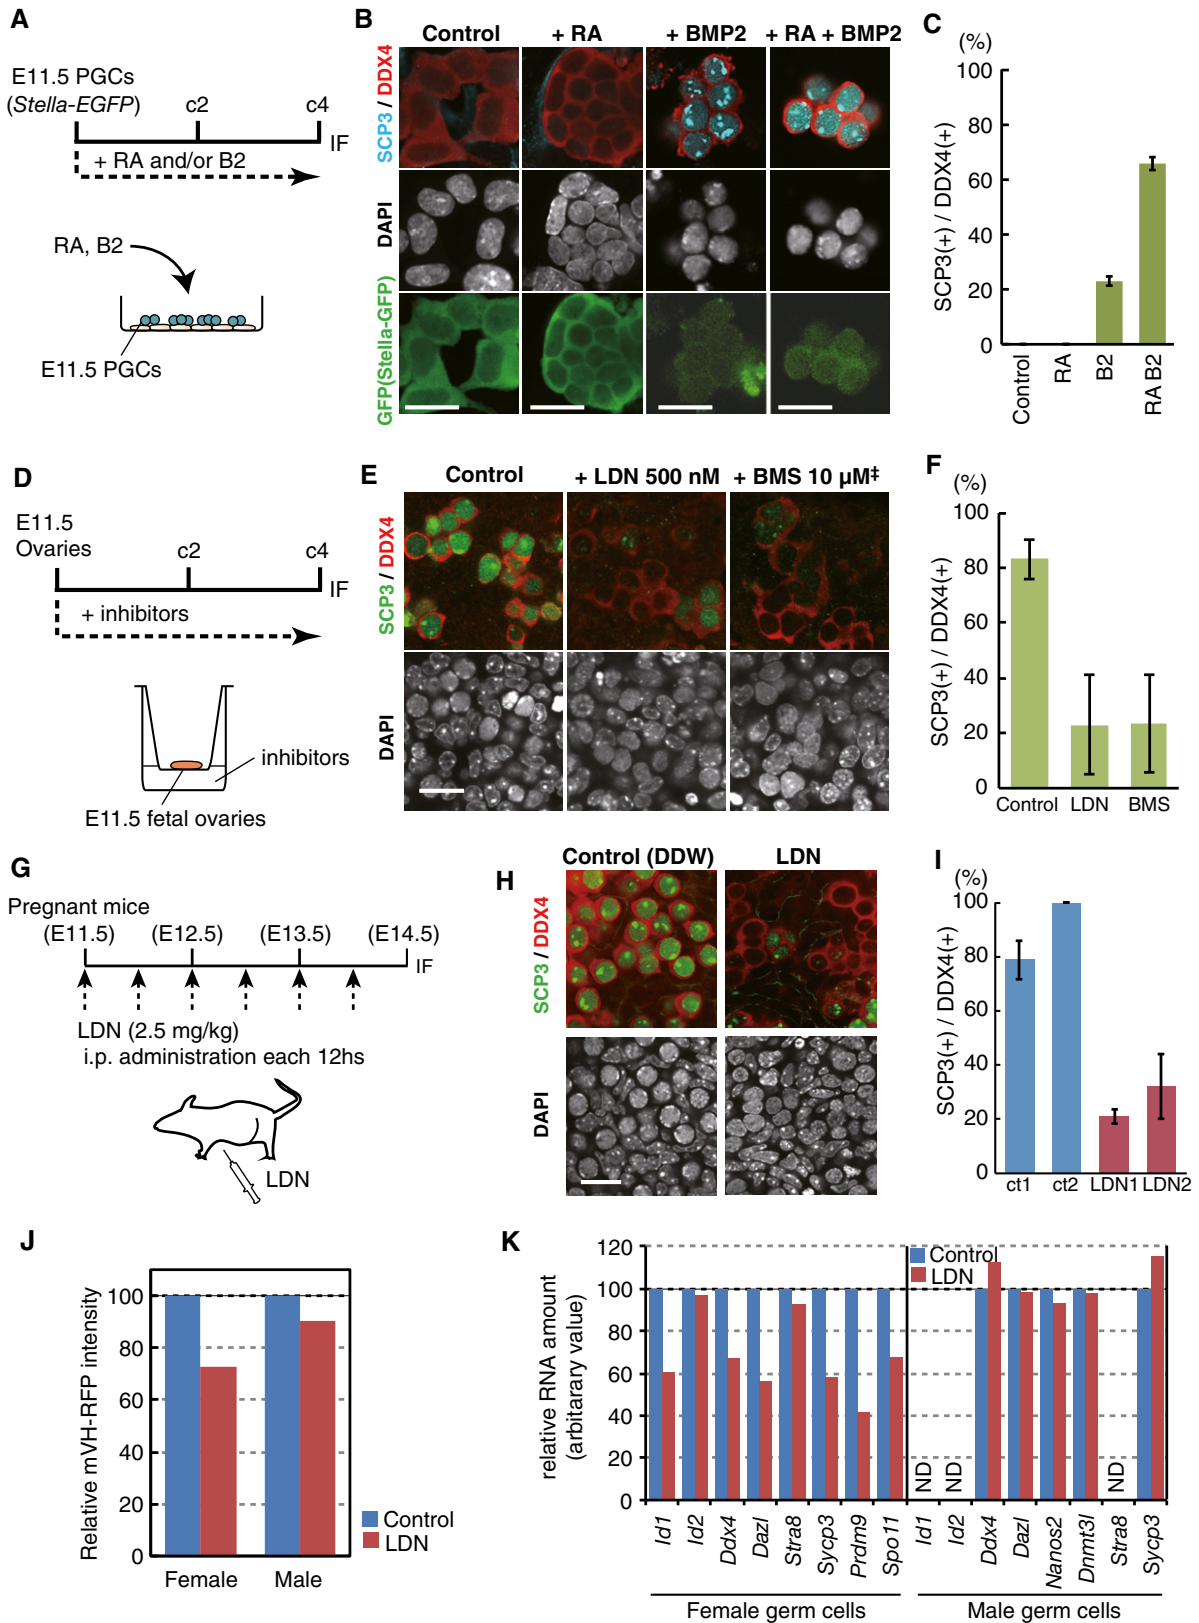 A
E11.5 PGCs
(Stella-EGFP)
c2
c4
IF
+ RA and/or B2
RA, B2
E11.5 PGCs
B
Control
+ RA
+ BMP2
+ RA + BMP2
SCP3 / DDX4
DAPI
GFP(Stella-GFP)
C
(%)
SCP3(+) / DDX4(+)
100
80
60
40
20
0
Control
RA
B2
RA B2
D
E11.5
Ovaries
c2
c4
IF
+ inhibitors
inhibitors
E11.5 fetal ovaries
E
Control
+ LDN 500 nM
+ BMS 10 µM‡
SCP3 / DDX4
DAPI
F
(%)
SCP3(+) / DDX4(+)
100
80
60
40
20
0
Control
LDN
BMS
G
Pregnant mice
(E11.5)
(E12.5)
(E13.5)
(E14.5)
IF
LDN (2.5 mg/kg)
i.p. administration each 12hs
LDN
H
Control (DDW)
LDN
SCP3 / DDX4
DAPI
I
(%)
SCP3(+) / DDX4(+)
100
80
60
40
20
0
ct1
ct2
LDN1
LDN2
J
Relative mVH-RFP intensity
100
80
60
40
20
0
Female
Male
Control
LDN
K
relative RNA amount
(arbitarary value)
120
100
80
60
40
20
0
Control
LDN
ND
ND
ND
Id1
Id2
Ddx4
Dazl
Stra8
Sycp3
Prdm9
Spo11
Id1
Id2
Ddx4
Dazl
Nanos2
Dnmt3l
Stra8
Sycp3
Female germ cells
Male germ cells